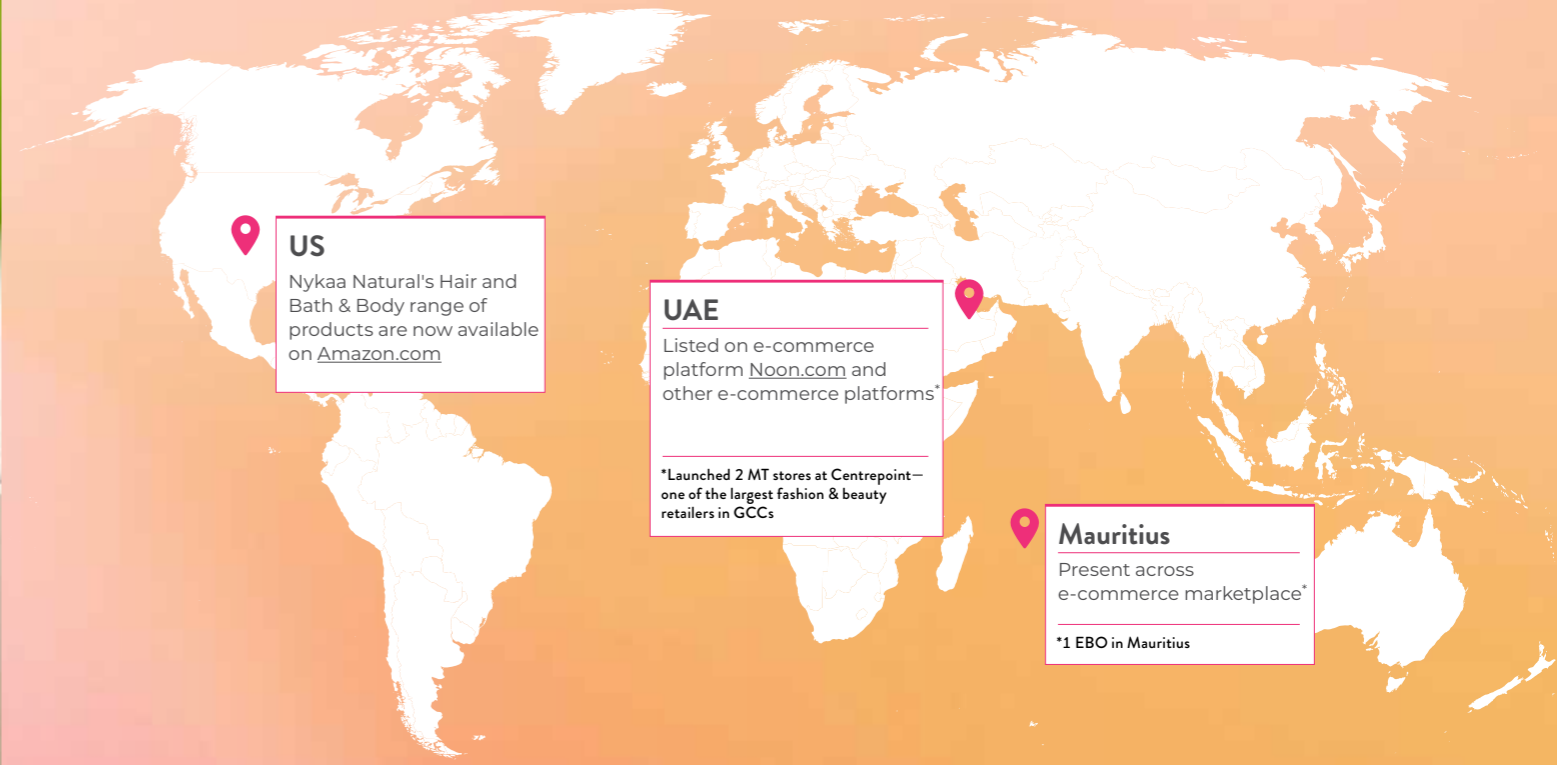 US
Nykaa Natural's Hair and
Bath & Body range of
products are now available
on Amazon.com
UAE
Listed on e-commerce
platform Noon.com and
other e-commerce platforms*
*Launched 2 MT stores at Centrepoint—
one of the largest fashion & beauty
retailers in GCCs
Mauritius
Present across
e-commerce marketplace*
*1 EBO in Mauritius